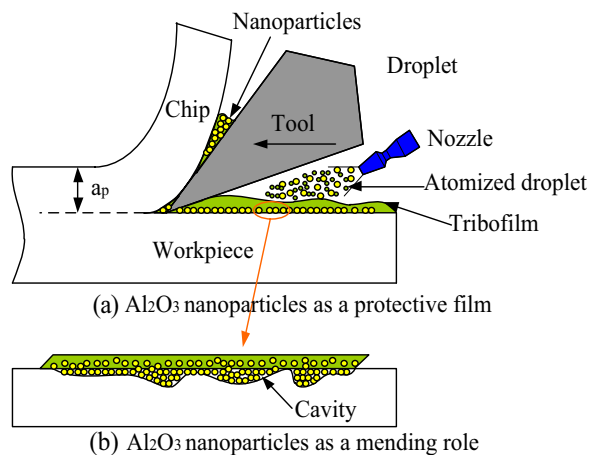 Nanoparticles
Droplet
Chip
Tool
Nozzle
ap
Atomized droplet
Tribofilm
Workpiece
(a) Al2O3 nanoparticles as a protective film
Cavity
(b) Al2O3 nanoparticles as a mending role